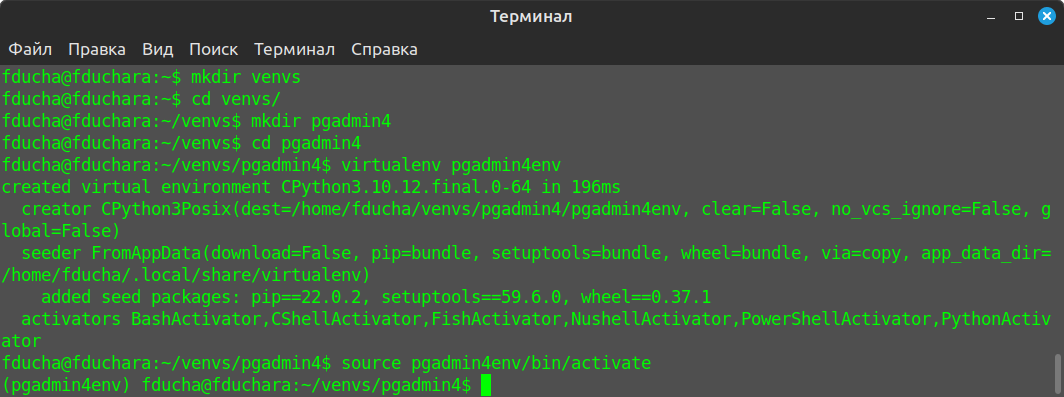 Терминал
Файл Правка Вид Поиск Терминал Справка
fducha@fduchara:~$ mkdir venvs
fducha@fduchara:~$ cd venvs/
fducha@fduchara:~/venvs$ mkdir pgadmin4
fducha@fduchara:~/venvs$ cd pgadmin4
fducha@fduchara:~/venvs/pgadmin4$ virtualenv pgadmin4env
created virtual environment CPython3.10.12.final.0-64 in 196ms
  creator CPython3Posix(dest=/home/fducha/venvs/pgadmin4/pgadmin4env, clear=False, no_vcs_ignore=False, g
lobal=False)
  seeder FromAppData(download=False, pip=bundle, setuptools=bundle, wheel=bundle, via=copy, app_data_dir=
/home/fducha/.local/share/virtualenv)
    added seed packages: pip==22.0.2, setuptools==59.6.0, wheel==0.37.1
  activators BashActivator,CShellActivator,FishActivator,NushellActivator,PowerShellActivator,PythonActiv
ator
fducha@fduchara:~/venvs/pgadmin4$ source pgadmin4env/bin/activate
(pgadmin4env) fducha@fduchara:~/venvs/pgadmin4$